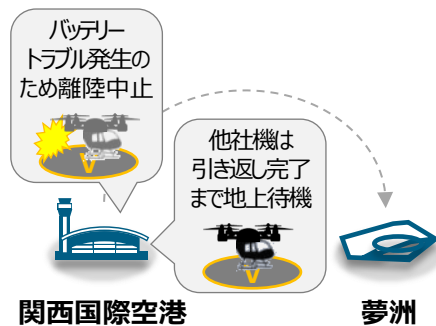 バッテリー
トラブル発生の
ため離陸中止
V
他社機は
引き返し完了
まで地上待機
V
関西国際空港
夢洲